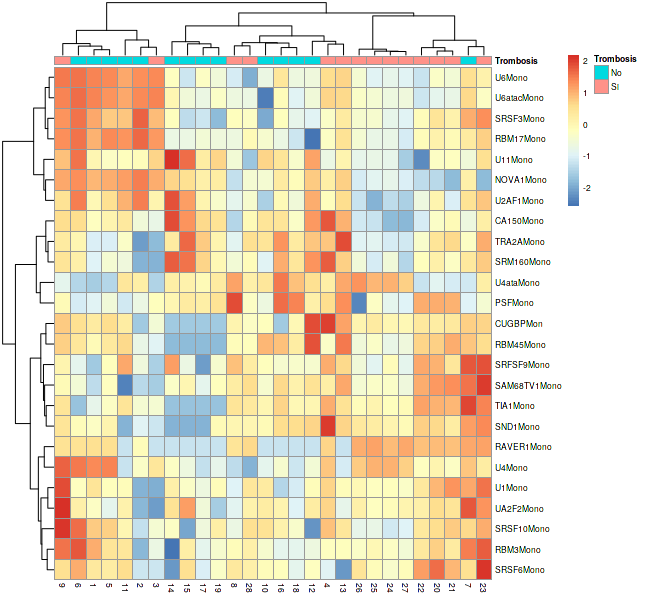 Trombosis
Trombosis
No
SI
2
1
0
-1
-2
U6Mono
U6atacMono
SRSF3Mono
RBM17Mono
U11Mono
NOVA1Mono
U2AF1Mono
CA150Mono
TRA2AMono
SRM160Mono
U4ataMono
PSFMono
CUGBPMon
RBM45Mono
SRFSF9Mono
SAM68TV1Mono
TIA1Mono
SND1Mono
RAVER1Mono
U4Mono
U1Mono
UA2F2Mono
SRSF10Mono
RBM3Mono
SRSF6Mono
9 6 1 5 11 2 3 14 15 17 19 8 28 10 16 18 12 4 13 26 25 24 27 22 20 21 7 23